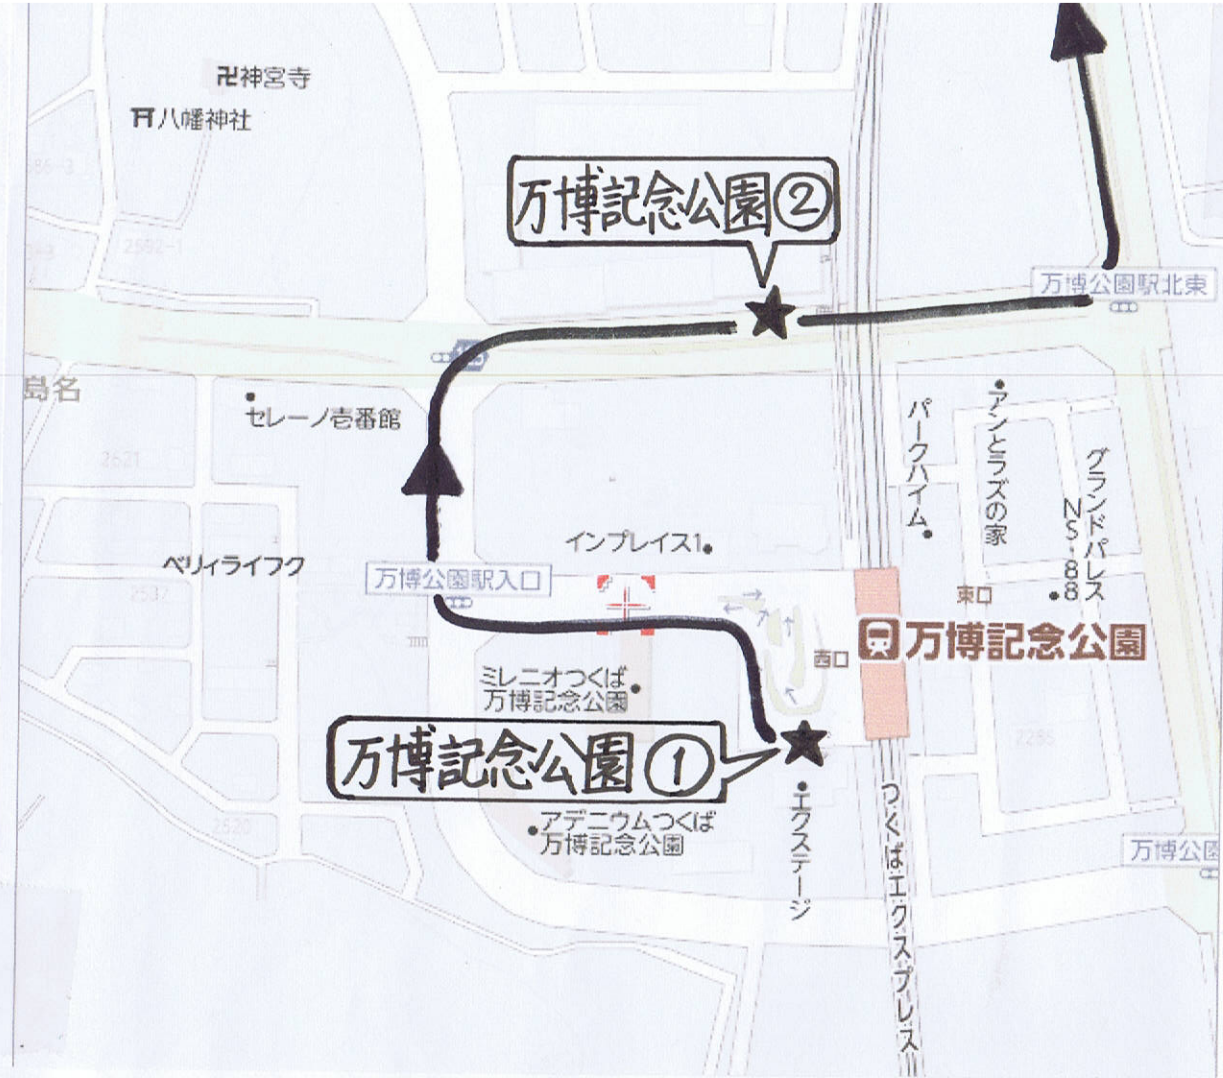 卍神宮寺
八幡神社
万博記念公園②
2592-1
万博公園駅北東
島名
セレーノ壱番館
パークハイム
アンとラズの家
グランドパレス
NS・88
2621
インプレイス1
ベリィライフク
2537
万博公園駅入口
東口
万博記念公園
西口
ミレニオつくば
万博記念公園
万博記念公園①
2286
エクステージ
つくばエクスプレス
アデニウムつくば
万博記念公園
2520
万博公園